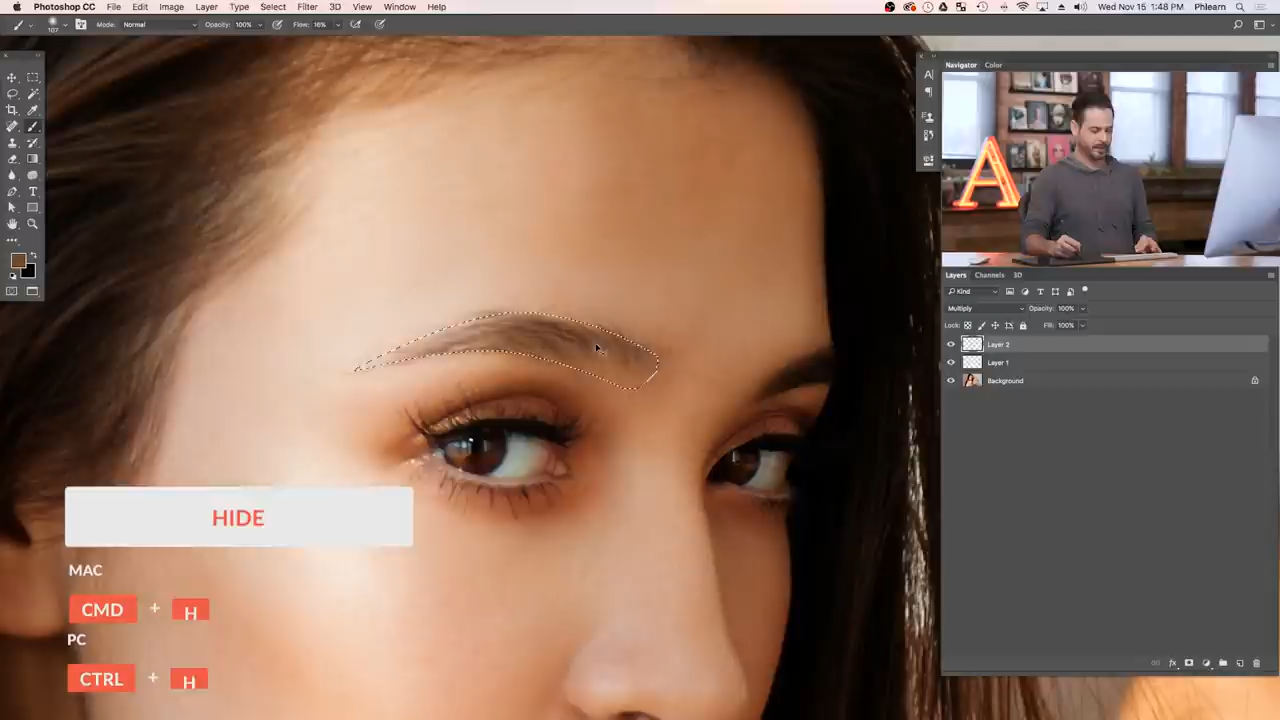 Photoshop CC File Edit Image Layer Type Select Filter 3D View Window Help Wed Nov 15 1:48 PM Phlearn
107 Mode: Normal Opacity: 100% Flow: 16%
Navigator Color
A
Layers Channels 3D
Kind
Multiply Opacity: 100%
Lock: Fill: 100%
Layer 2
Layer 1
Background
HIDE
MAC
CMD + H
PC
CTRL + H